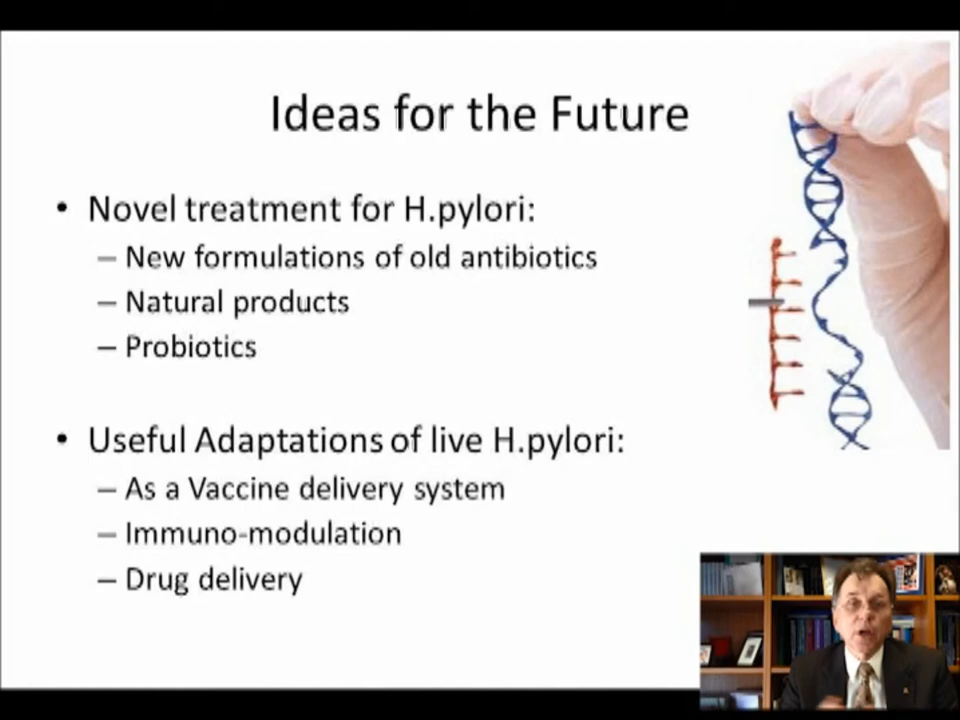 Ideas for the Future
• Novel treatment for H.pylori:
– New formulations of old antibiotics
– Natural products
– Probiotics
• Useful Adaptations of live H.pylori:
– As a Vaccine delivery system
– Immuno-modulation
– Drug delivery